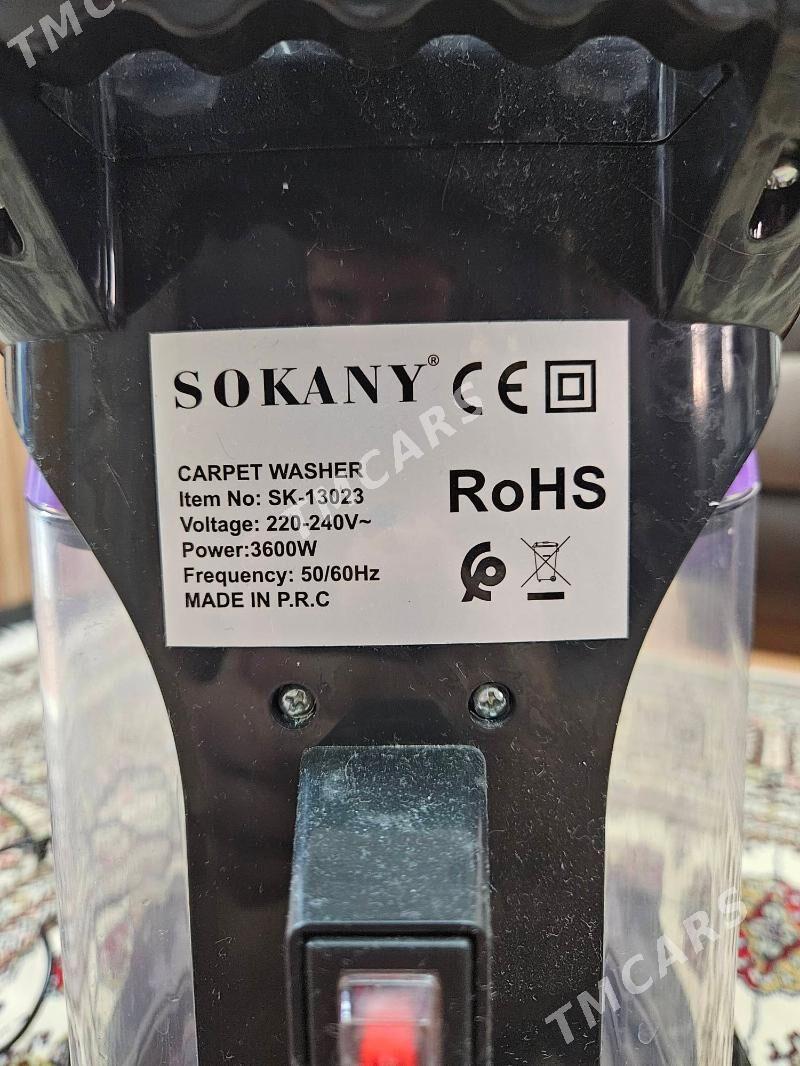 TMCARS
SOKANY® CE
CARPET WASHER
Item No: SK-13023
Voltage: 220-240V~
Power:3600W
Frequency: 50/60Hz
MADE IN P.R.C
RoHS
TMCARS
TMCARS